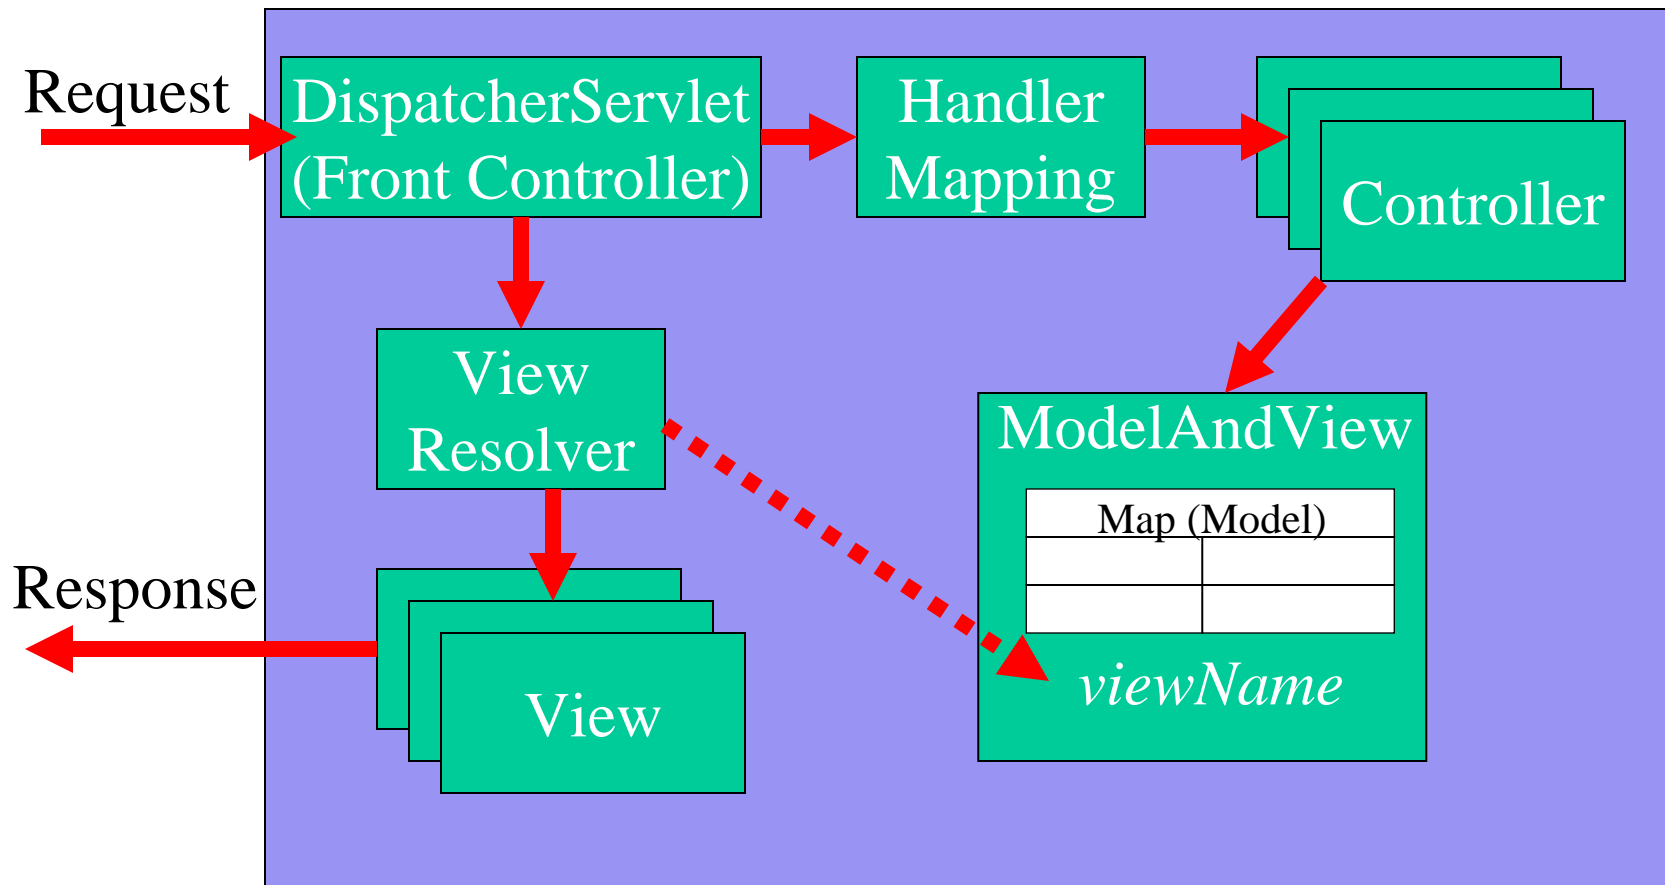 Request
DispatcherServlet
(Front Controller)
Handler
Mapping
Controller
View
Resolver
ModelAndView
Map (Model)
viewName
Response
View